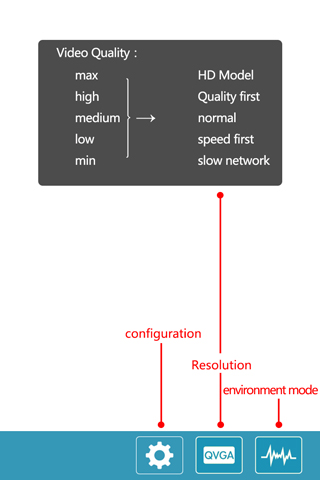 Video Quality :
max HD Model
high Quality first
medium normal
low speed first
min slow network
configuration
Resolution
environment mode
QVGA